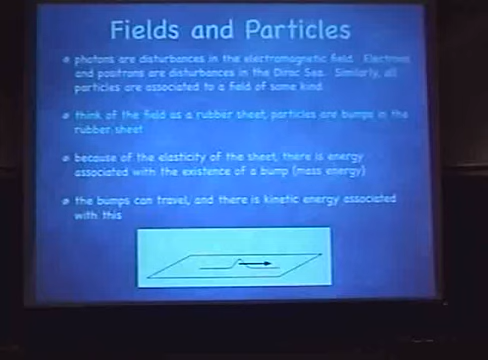 Fields and Particles
photons are disturbances in the electromagnetic field. Electrons
and positrons are disturbances in the Dirac Sea. Similarly, all
particles are associated to a field of some kind.
think of the field as a rubber sheet, particles are bumps in the
rubber sheet
because of the elasticity of the sheet, there is energy
associated with the existence of a bump (mass energy)
the bumps can travel, and there is kinetic energy associated
with this